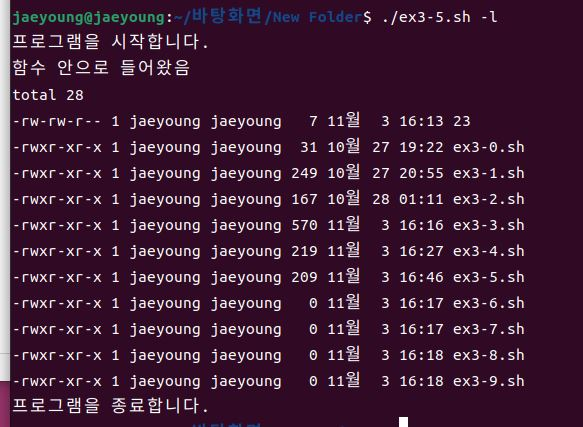 jaeyoung@jaeyoung:~/바탕화면/New Folder$ ./ex3-5.sh -l
프로그램을 시작합니다.
함수 안으로 들어왔음
total 28
-rw-rw-r-- 1 jaeyoung jaeyoung   7 11월  3 16:13 23
-rwxr-xr-x 1 jaeyoung jaeyoung  31 10월 27 19:22 ex3-0.sh
-rwxr-xr-x 1 jaeyoung jaeyoung 249 10월 27 20:55 ex3-1.sh
-rwxr-xr-x 1 jaeyoung jaeyoung 167 10월 28 01:11 ex3-2.sh
-rwxr-xr-x 1 jaeyoung jaeyoung 570 11월  3 16:16 ex3-3.sh
-rwxr-xr-x 1 jaeyoung jaeyoung 219 11월  3 16:27 ex3-4.sh
-rwxr-xr-x 1 jaeyoung jaeyoung 209 11월  3 16:46 ex3-5.sh
-rwxr-xr-x 1 jaeyoung jaeyoung   0 11월  3 16:17 ex3-6.sh
-rwxr-xr-x 1 jaeyoung jaeyoung   0 11월  3 16:17 ex3-7.sh
-rwxr-xr-x 1 jaeyoung jaeyoung   0 11월  3 16:18 ex3-8.sh
-rwxr-xr-x 1 jaeyoung jaeyoung   0 11월  3 16:18 ex3-9.sh
프로그램을 종료합니다.